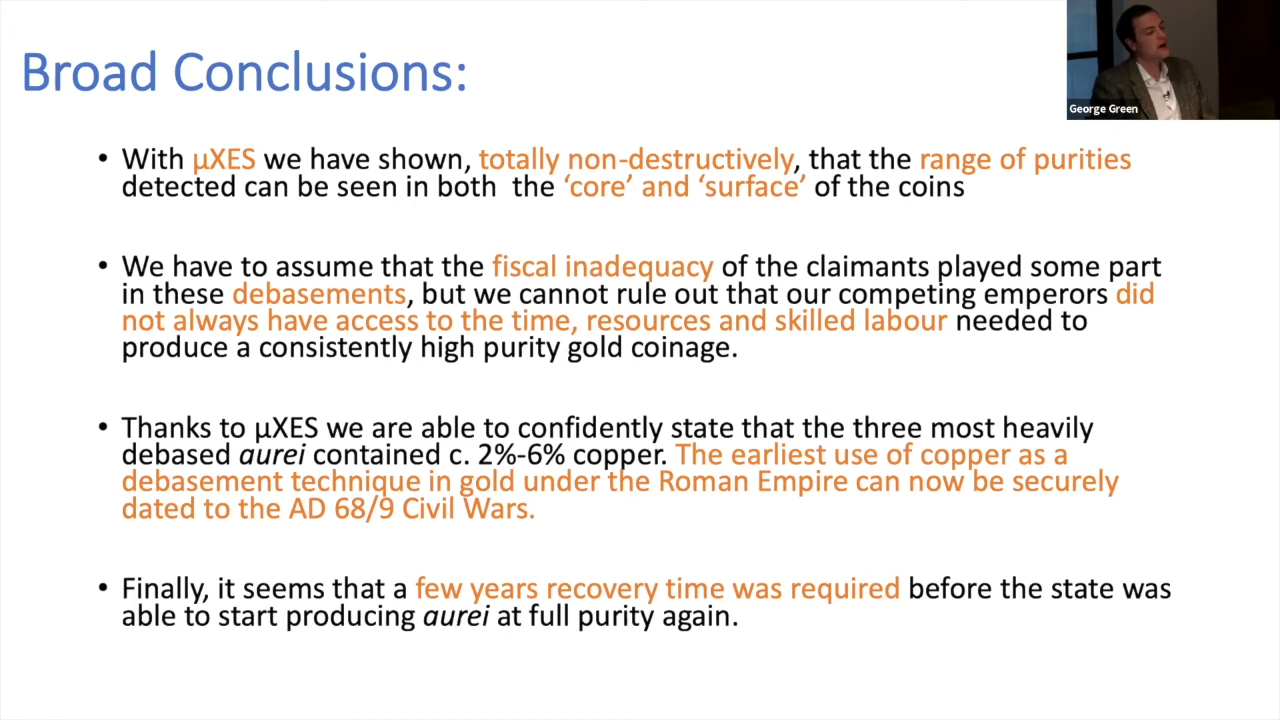 Broad Conclusions:
George Green
• With µXES we have shown, totally non-destructively, that the range of purities
detected can be seen in both the ‘core’ and ‘surface’ of the coins
• We have to assume that the fiscal inadequacy of the claimants played some part
in these debasements, but we cannot rule out that our competing emperors did
not always have access to the time, resources and skilled labour needed to
produce a consistently high purity gold coinage.
• Thanks to µXES we are able to confidently state that the three most heavily
debased aurei contained c. 2%-6% copper. The earliest use of copper as a
debasement technique in gold under the Roman Empire can now be securely
dated to the AD 68/9 Civil Wars.
• Finally, it seems that a few years recovery time was required before the state was
able to start producing aurei at full purity again.